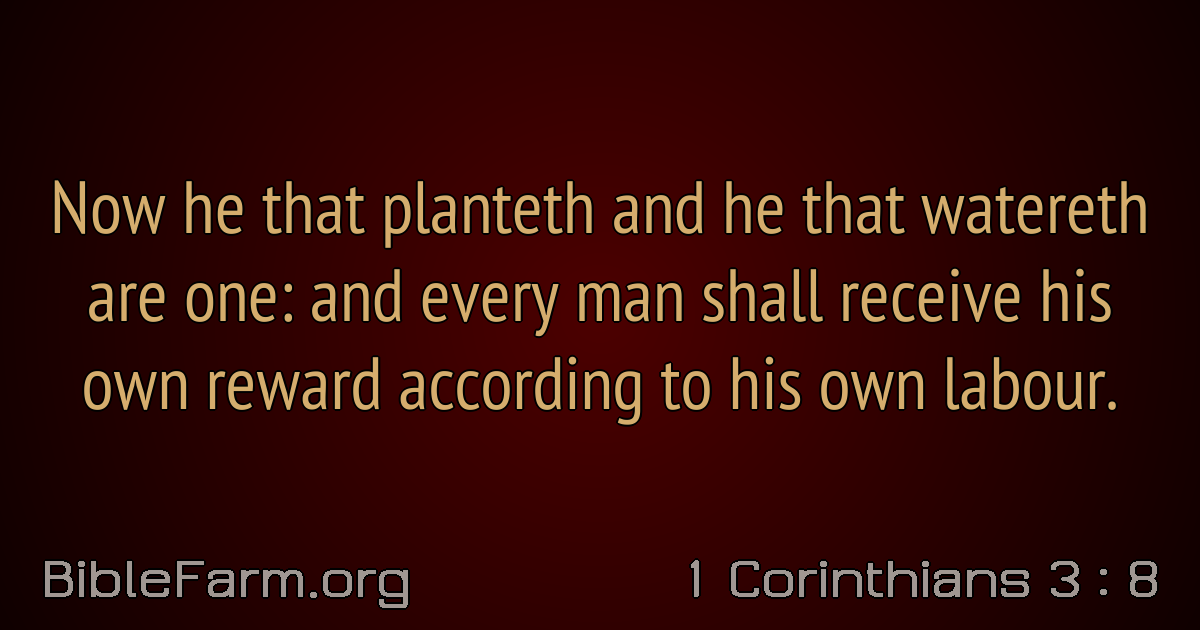 Now he that planteth and he that watereth
are one: and every man shall receive his
own reward according to his own labour.
BibleFarm.org
1 Corinthians 3 : 8